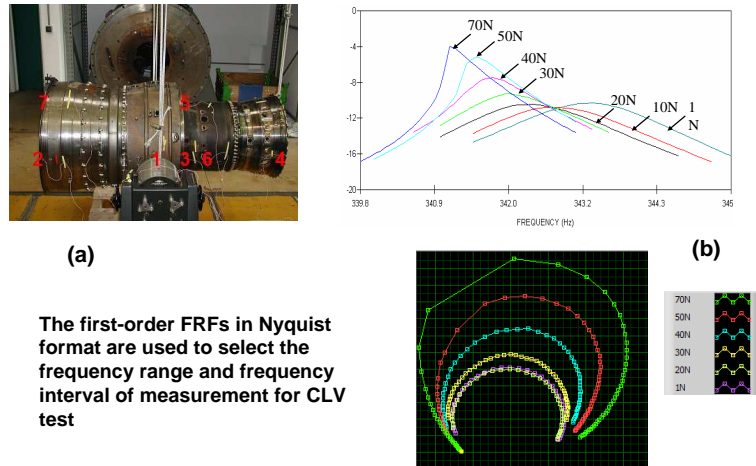 7
5
2
1
3
6
4
0
-4
-8
-12
-16
-20
70N
50N
40N
30N
20N
10N
1
N
339.8
340.9
342.0
343.2
344.3
345
FREQUENCY (Hz)
(a)
(b)
The first-order FRFs in Nyquist
format are used to select the
frequency range and frequency
interval of measurement for CLV
test
70N
50N
40N
30N
20N
1N